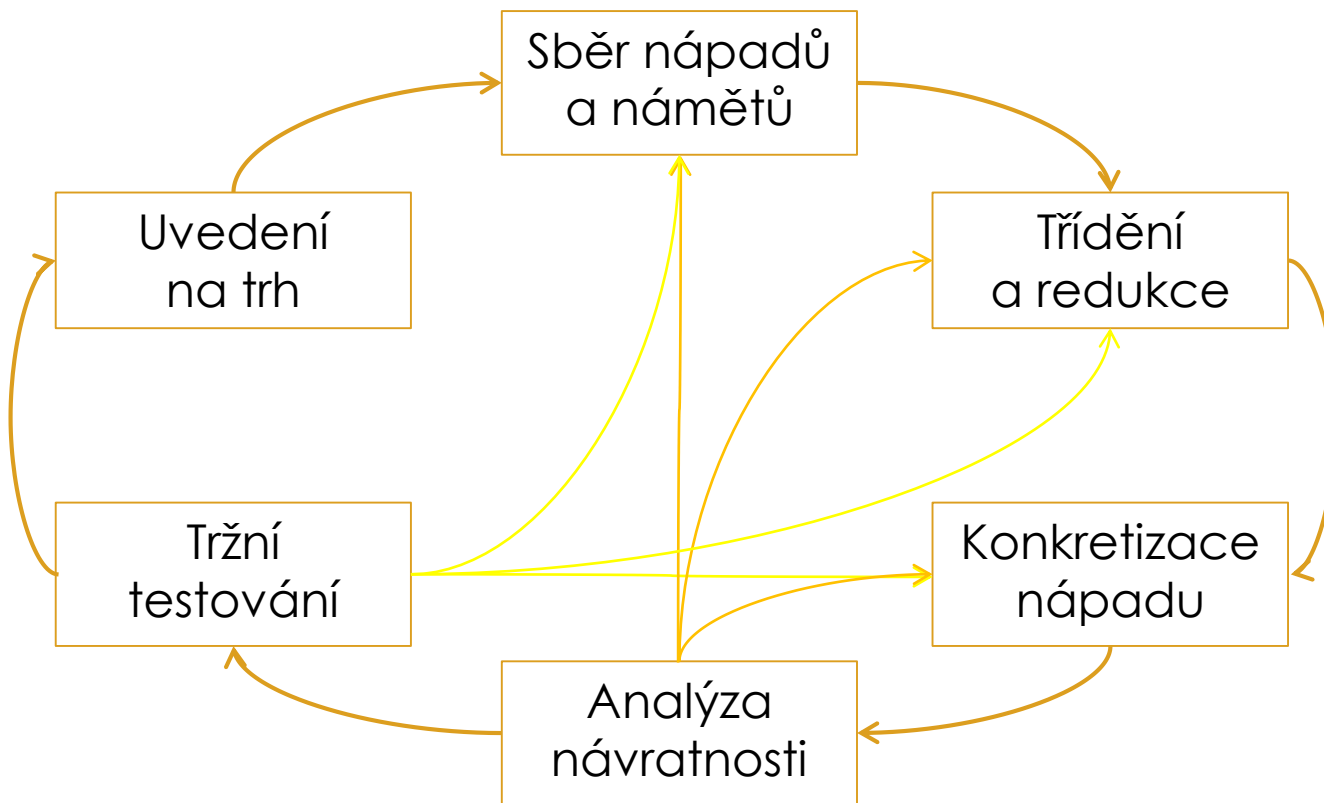 Sběr nápadů
a námětů
Uvedení
na trh
Třídění
a redukce
Tržní
testování
Konkretizace
nápadu
Analýza
návratnosti